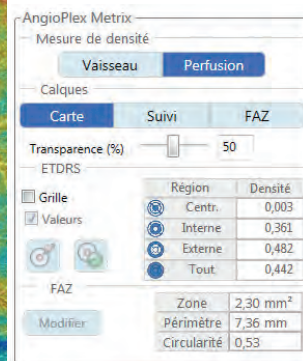 AngioPlex Metrix
Mesure de densité
Vaisseau Perfusion
Calques
Carte Suivi FAZ
Transparence (%) 50
ETDRS
Grille
Valeurs
Région Densité
Centr. 0,003
Interne 0,361
Externe 0,482
Tout 0,442
FAZ
Modifier
Zone 2,30 mm²
Périmètre 7,36 mm
Circularité 0,53